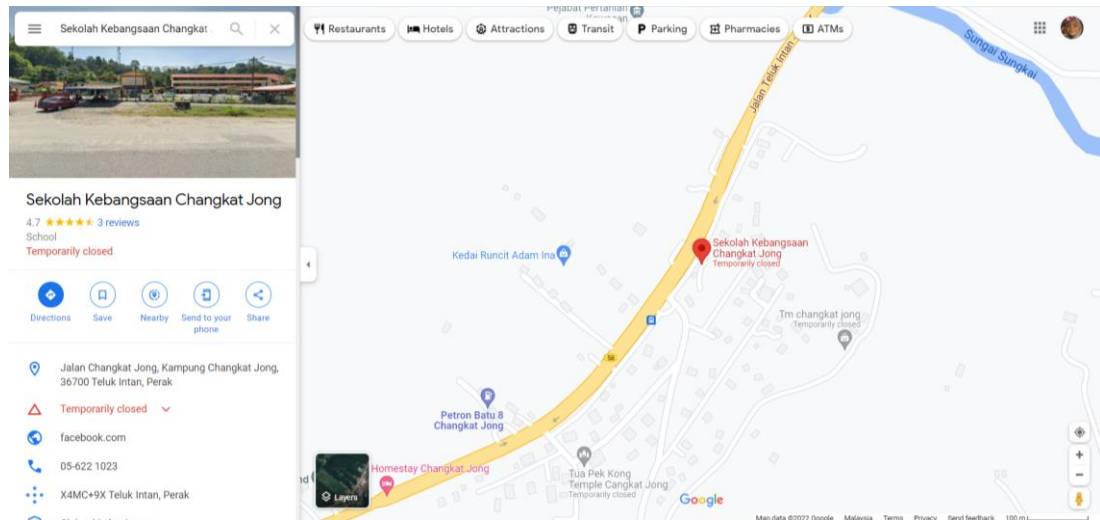 Sekolah Kebangsaan Changkat
Sekolah Kebangsaan Changkat Jong
4.7
3 reviews
School
Temporarily closed
Directions
Save
Nearby
Send to your
phone
Share
Jalan Changkat Jong, Kampung Changkat Jong,
36700 Teluk Intan, Perak
Temporarily closed
facebook.com
05-622 1023
X4MC+9X Teluk Intan, Perak
Restaurants
Hotels
Attractions
Transit
Parking
Pharmacies
ATMs
Pejabat Pertanian
Jalan Teluk Intan
Sungai Sungkai
Kedai Runcit Adam Ina
Sekolah Kebangsaan
Changkat Jong
Temporarily closed
Tm changkat jong
Temporarily closed
58
Petron Batu 8
Changkat Jong
Homestay Changkat Jong
Tua Pek Kong
Temple Cangkat Jong
Temporarily closed
Layers
Google
Map data ©2022 Google
Malaysia
Terms
Privacy
Send feedback
100 m